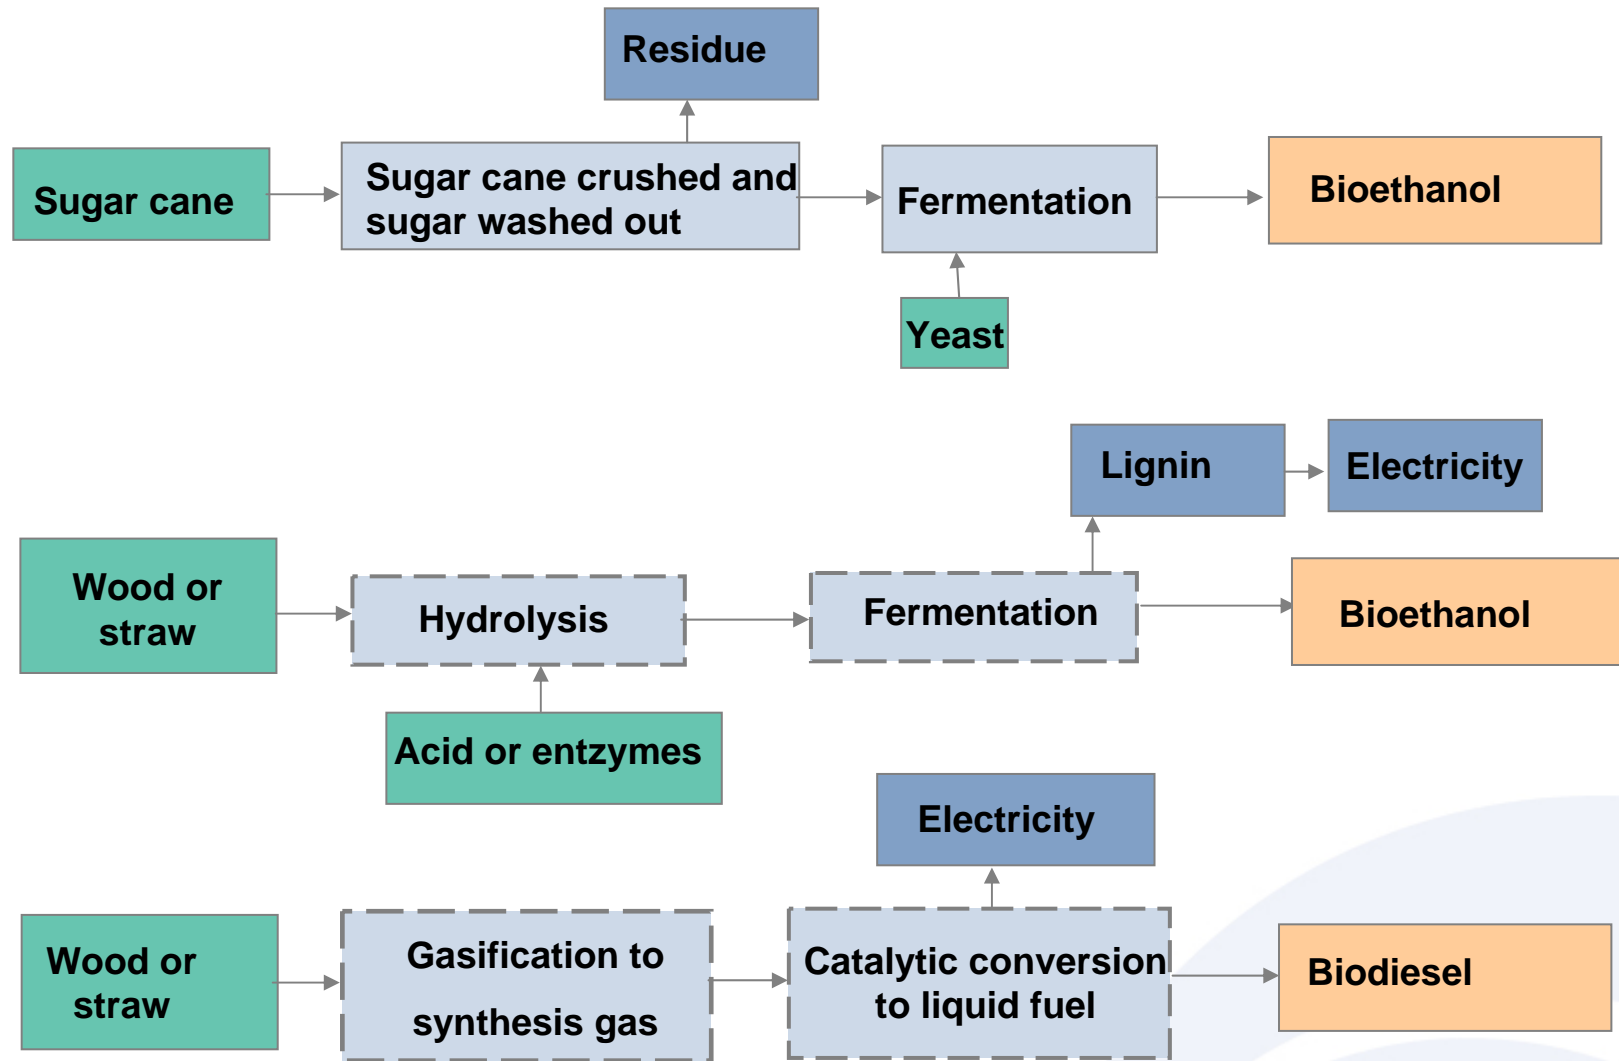 Residue
Sugar cane
Sugar cane crushed and
sugar washed out
Fermentation
Bioethanol
Yeast
Lignin
Electricity
Wood or
straw
Hydrolysis
Fermentation
Bioethanol
Acid or entzymes
Electricity
Wood or
straw
Gasification to
synthesis gas
Catalytic conversion
to liquid fuel
Biodiesel